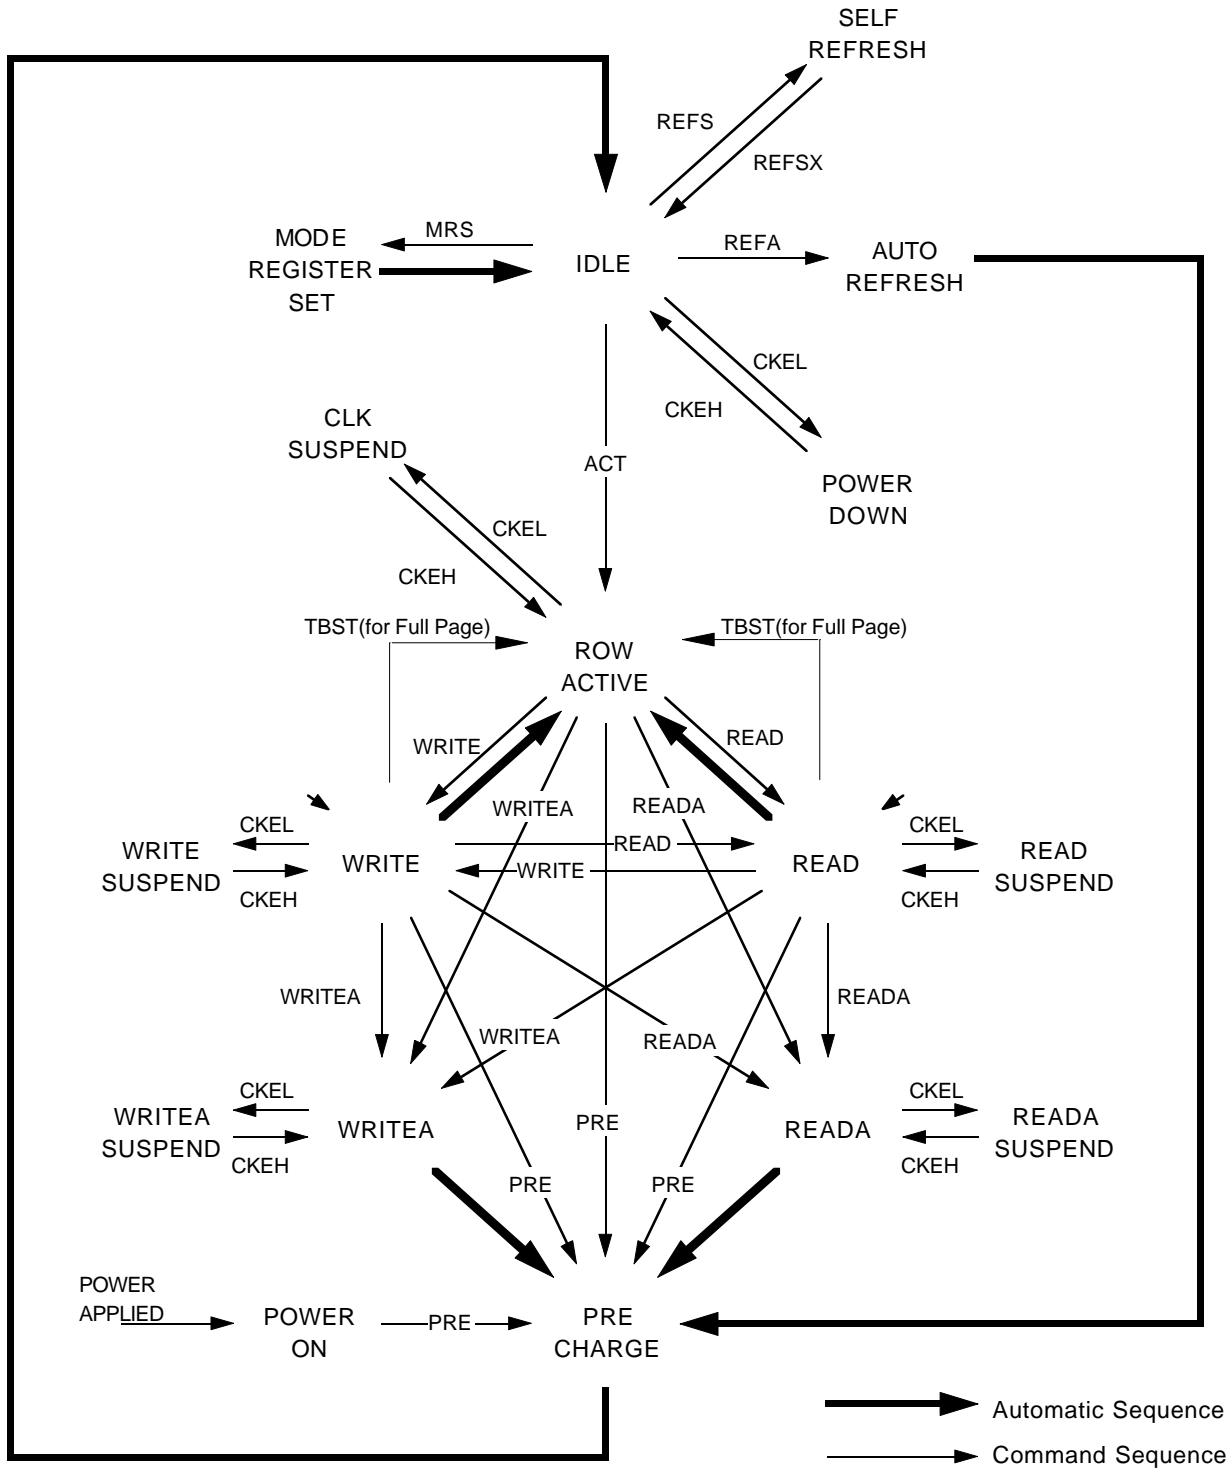 SELF
REFRESH
REFS
REFSX
MODE
REGISTER
SET
MRS
IDLE
REFA
AUTO
REFRESH
CKEL
CKEH
CLK
SUSPEND
ACT
POWER
DOWN
CKEL
CKEH
TBST(for Full Page)
TBST(for Full Page)
ROW
ACTIVE
WRITE
READ
WRITEA
READA
CKEL
CKEL
WRITE
SUSPEND
WRITE
READ
WRITE
READ
READ
SUSPEND
CKEH
CKEH
WRITEA
READA
WRITEA
READA
CKEL
CKEL
WRITEA
SUSPEND
WRITEA
PRE
READA
READA
SUSPEND
CKEH
CKEH
PRE
PRE
POWER
APPLIED
POWER
ON
PRE
PRE
CHARGE
Automatic Sequence
Command Sequence